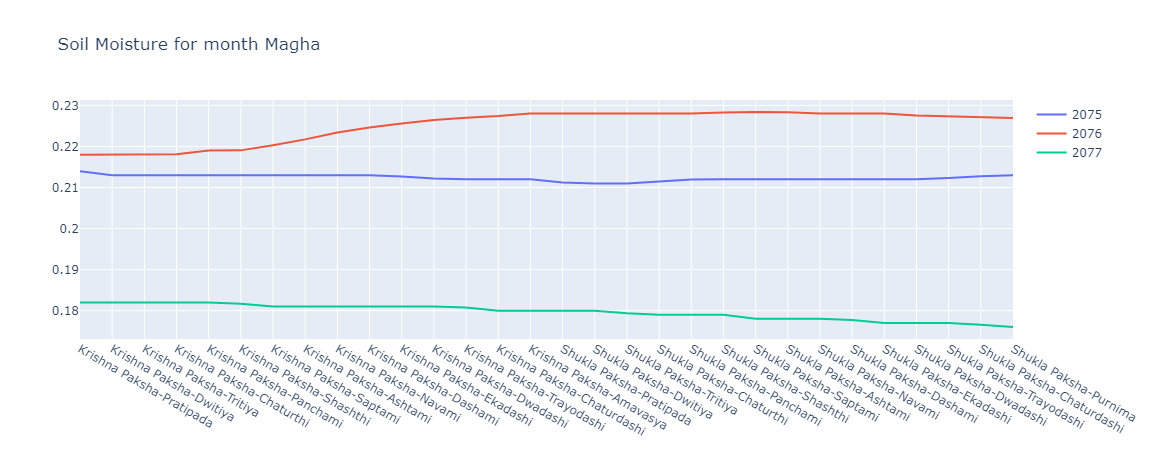 Soil Moisture for month Magha
0.23
0.22
0.21
0.2
0.19
0.18
2075
2076
2077
Krishna Paksha-Pratipada
Krishna Paksha-Dwitiya
Krishna Paksha-Tritiya
Krishna Paksha-Chaturthi
Krishna Paksha-Panchami
Krishna Paksha-Shashthi
Krishna Paksha-Saptami
Krishna Paksha-Ashtami
Krishna Paksha-Navami
Krishna Paksha-Dashami
Krishna Paksha-Ekadashi
Krishna Paksha-Dwadashi
Krishna Paksha-Trayodashi
Krishna Paksha-Chaturdashi
Krishna Paksha-Amavasya
Shukla Paksha-Pratipada
Shukla Paksha-Dwitiya
Shukla Paksha-Tritiya
Shukla Paksha-Chaturthi
Shukla Paksha-Panchami
Shukla Paksha-Shashthi
Shukla Paksha-Saptami
Shukla Paksha-Ashtami
Shukla Paksha-Navami
Shukla Paksha-Dashami
Shukla Paksha-Ekadashi
Shukla Paksha-Dwadashi
Shukla Paksha-Trayodashi
Shukla Paksha-Chaturdashi
Shukla Paksha-Purnima